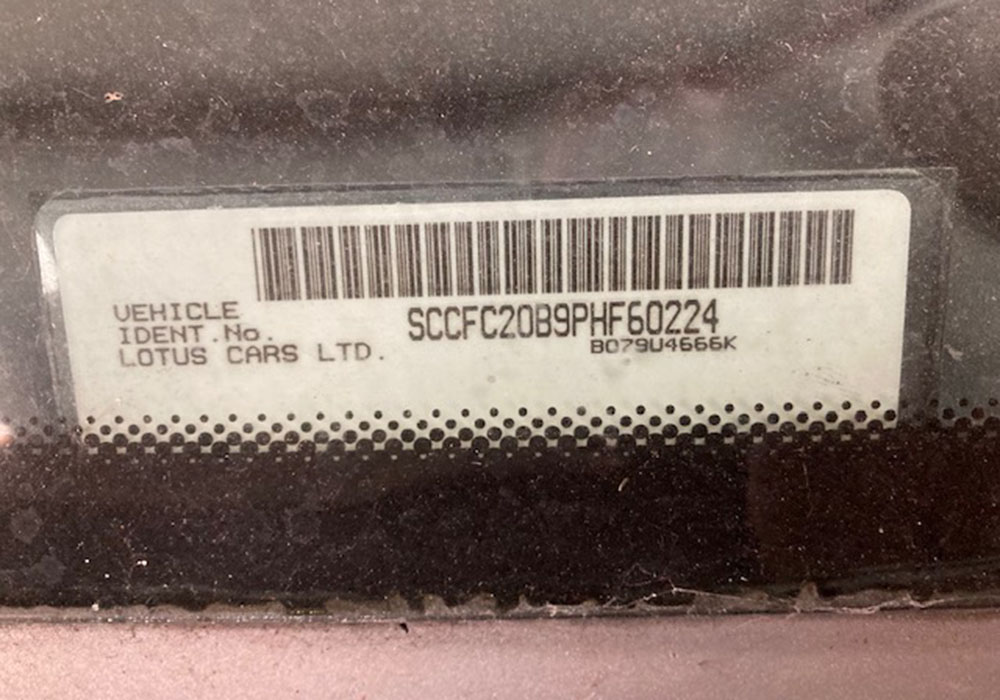 VEHICLE
IDENT.No.
LOTUS CARS LTD.
SCCFC20B9PHF60224
B079U4666K